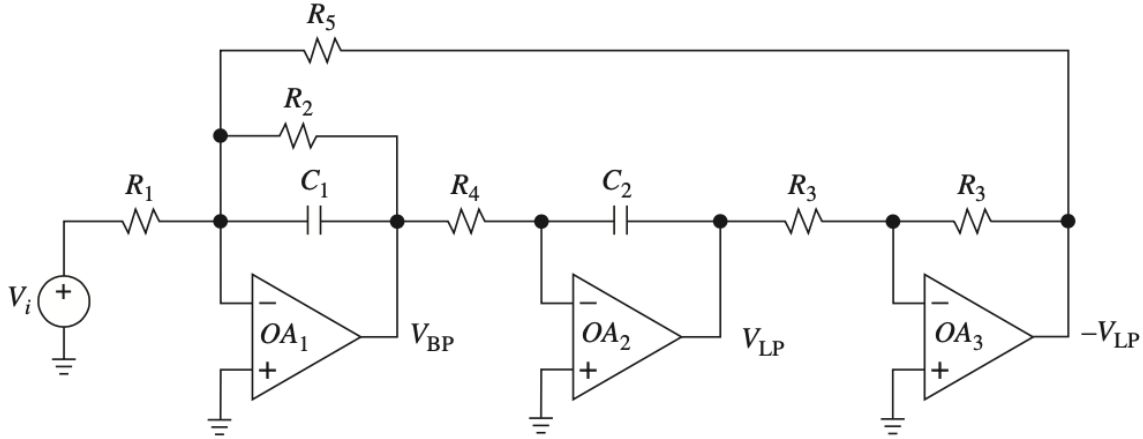 R5
R2
R1 C1 R4 C2 R3 R3
Vi + − OA1 + VBP − OA2 + VLP − OA3 + −VLP